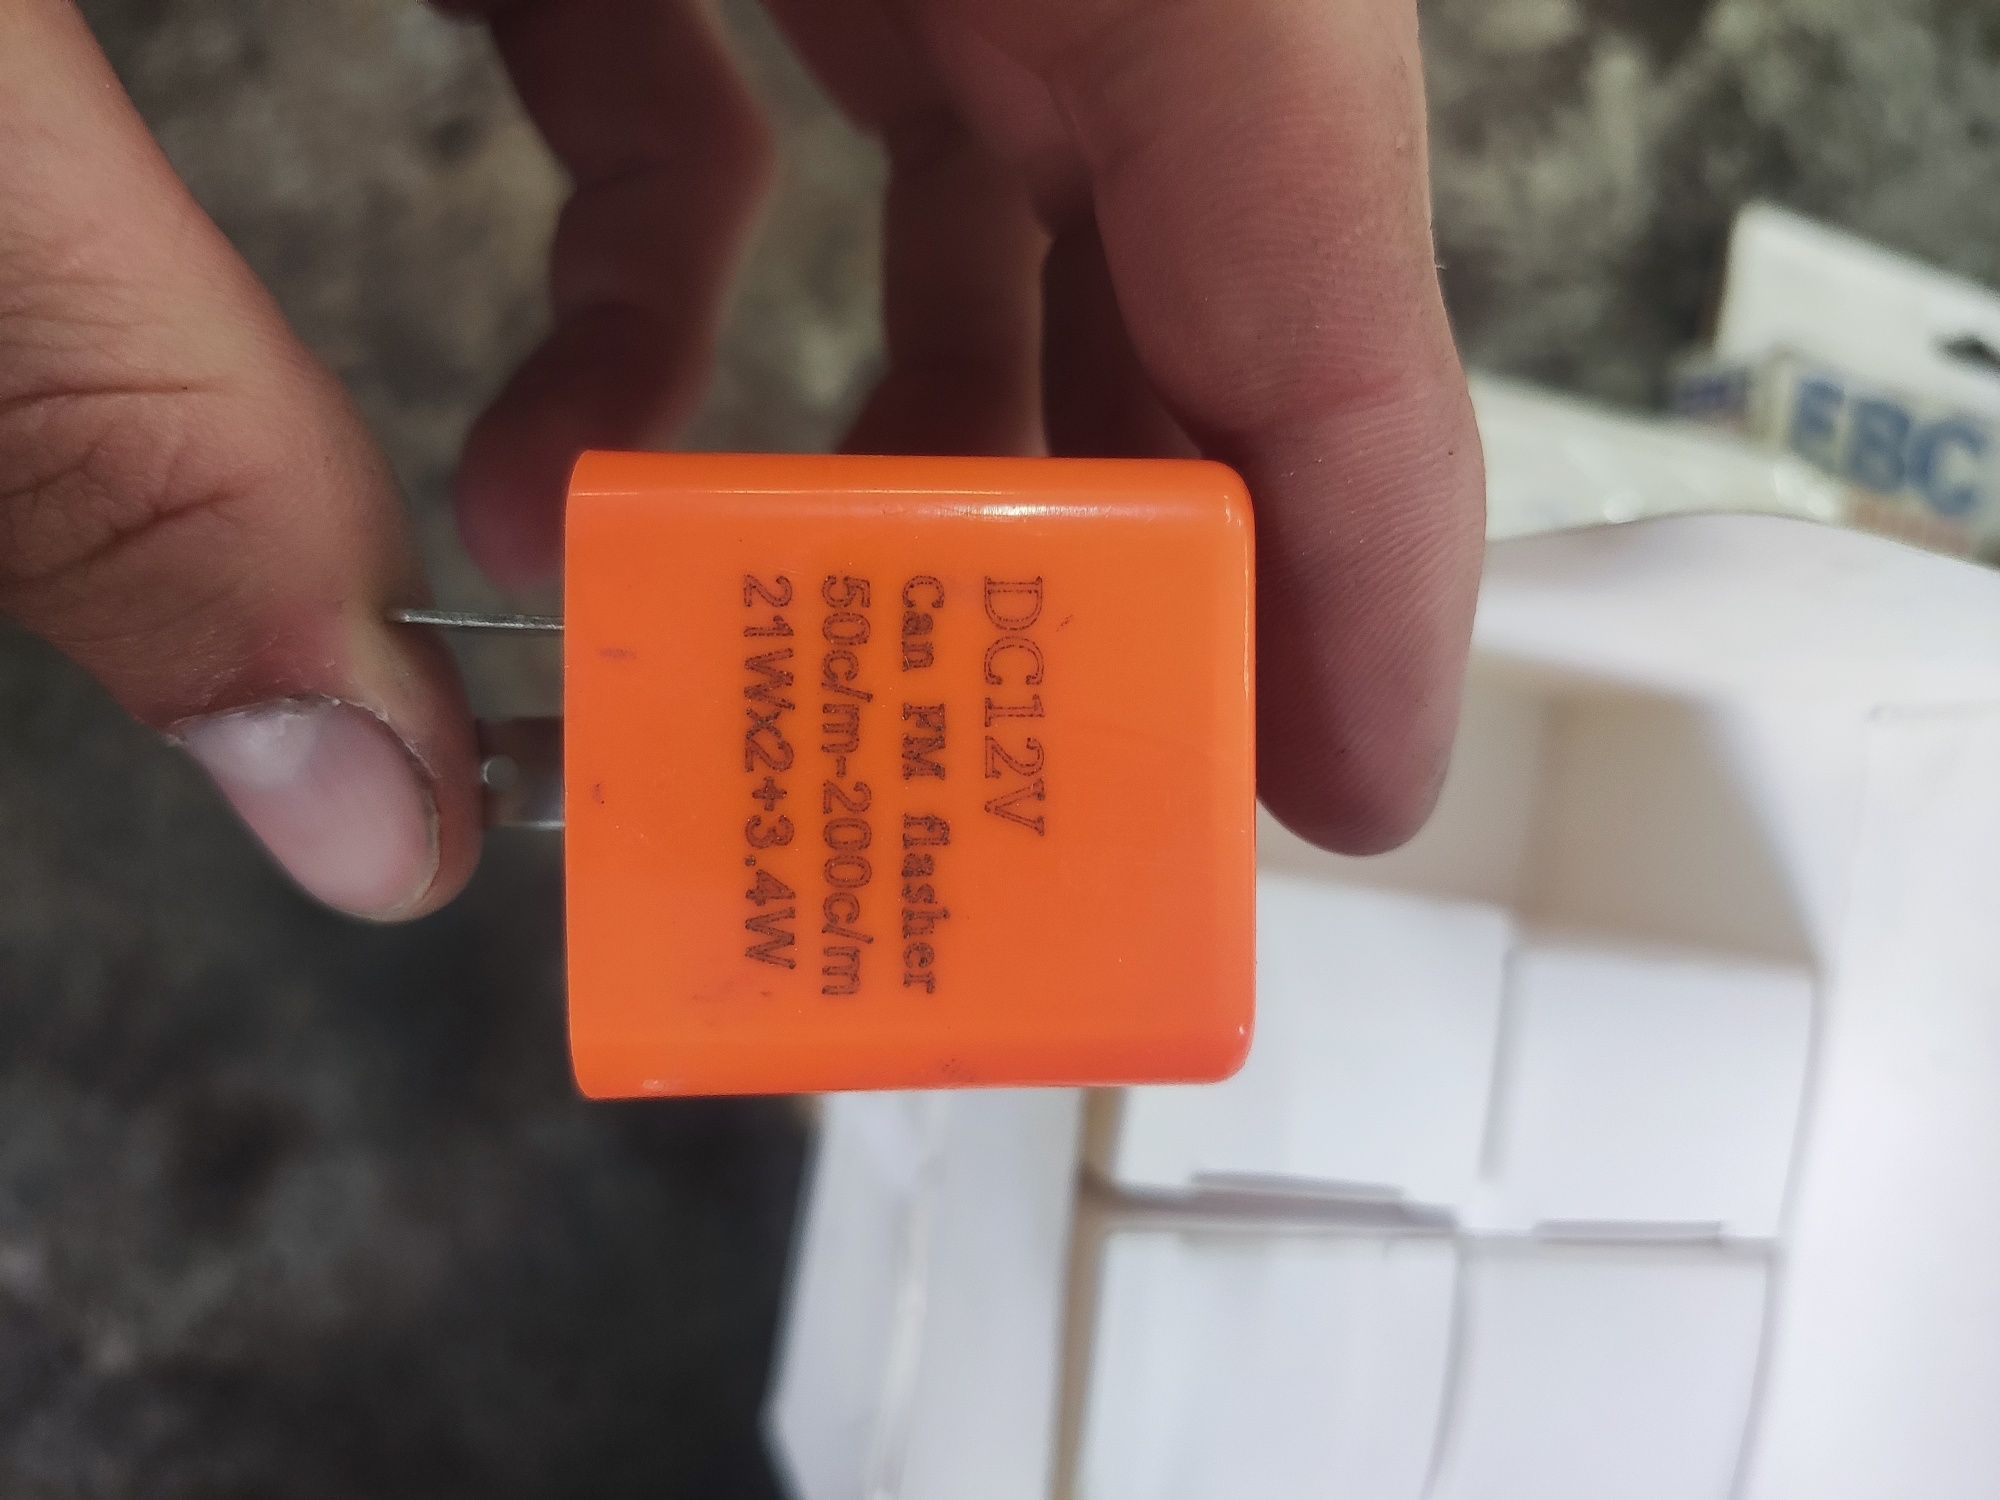 DC12V
Can FM flasher
50c/m-200c/m
21Wx2+3.4W
EBC